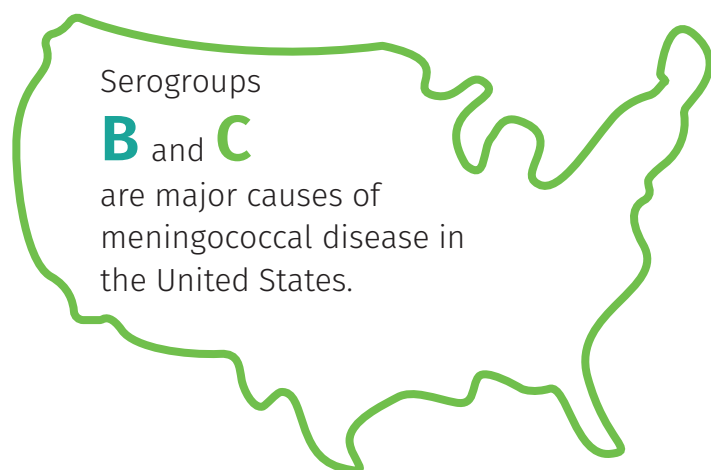 Serogroups
B and C
are major causes of
meningococcal disease in
the United States.